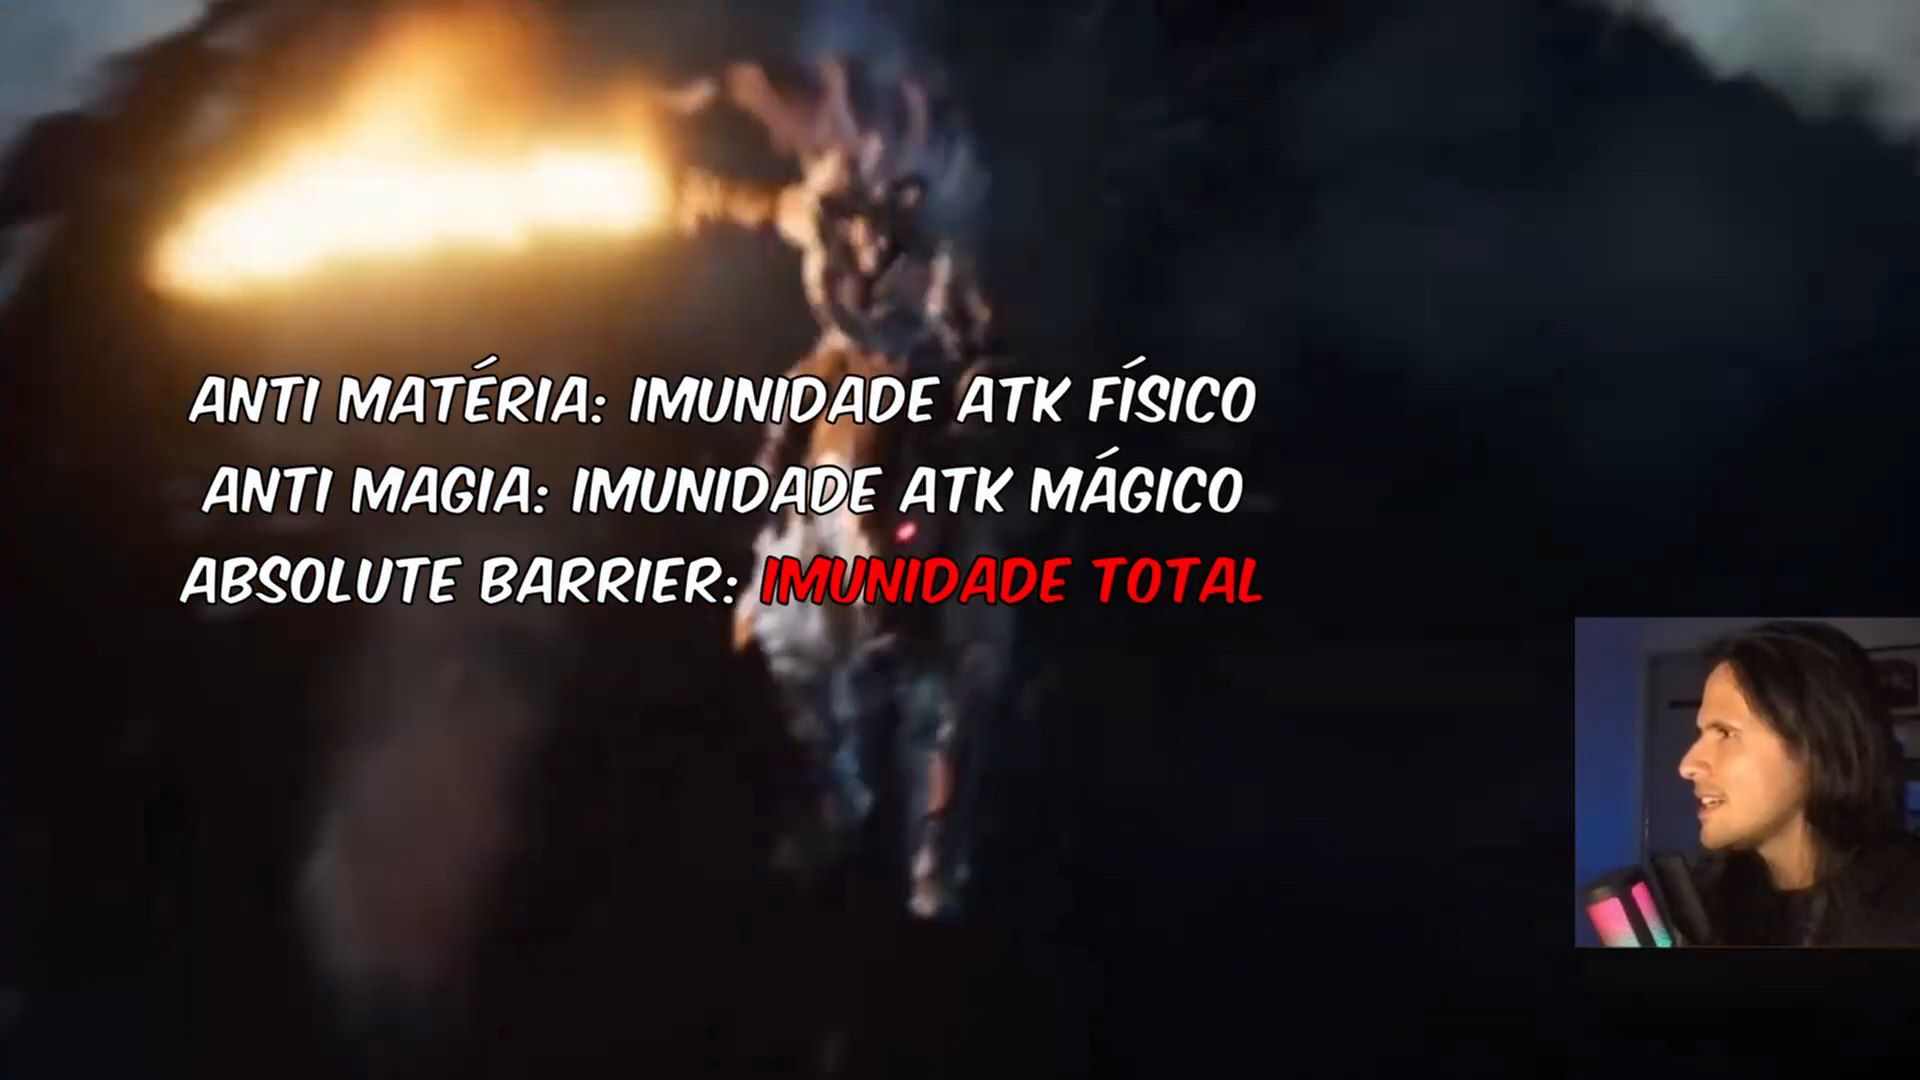 ANTI MATÉRIA: IMUNIDADE ATK FÍSICO
ANTI MAGIA: IMUNIDADE ATK MÁGICO
ABSOLUTE BARRIER: IMUNIDADE TOTAL